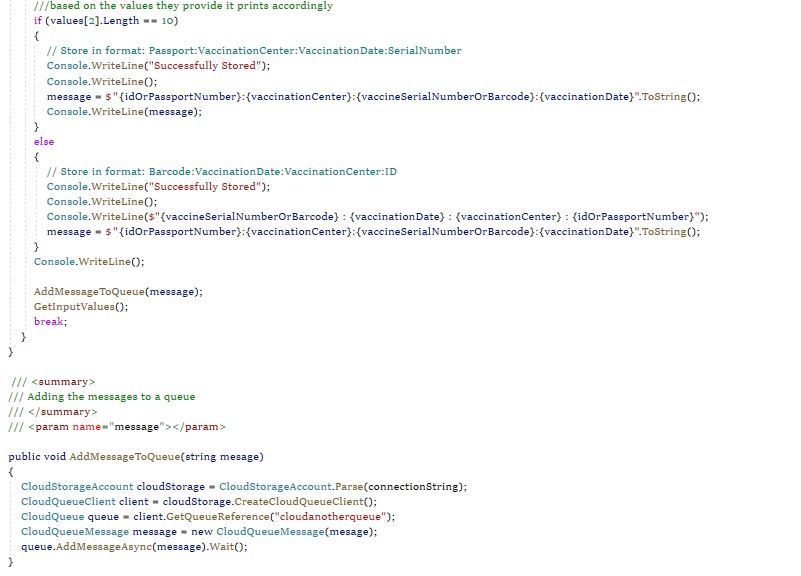 ///based on the values they provide it prints accordingly
if (values[2].Length == 10)
{
// Store in format: Passport:VaccinationCenter:VaccinationDate:SerialNumber
Console.WriteLine("Successfully Stored");
Console.WriteLine();
message = $"{idOrPassportNumber}:{vaccinationCenter}:{vaccineSerialNumberOrBarcode}:{vaccinationDate}".ToString();
Console.WriteLine(message);
}
else
{
// Store in format: Barcode:VaccinationDate:VaccinationCenter:ID
Console.WriteLine("Successfully Stored");
Console.WriteLine();
Console.WriteLine($"{vaccineSerialNumberOrBarcode} : {vaccinationDate} : {vaccinationCenter} : {idOrPassportNumber}");
message = $"{idOrPassportNumber}:{vaccinationCenter}:{vaccineSerialNumberOrBarcode}:{vaccinationDate}".ToString();
}
Console.WriteLine();
AddMessageToQueue(message);
GetInputValues();
break;
}
}
/// <summary>
/// Adding the messages to a queue
/// </summary>
/// <param name="message"></param>
public void AddMessageToQueue(string mesage)
{
CloudStorageAccount cloudStorage = CloudStorageAccount.Parse(connectionString);
CloudQueueClient client = cloudStorage.CreateCloudQueueClient();
CloudQueue queue = client.GetQueueReference("cloudanotherqueue");
CloudQueueMessage message = new CloudQueueMessage(mesage);
queue.AddMessageAsync(message).Wait();
}